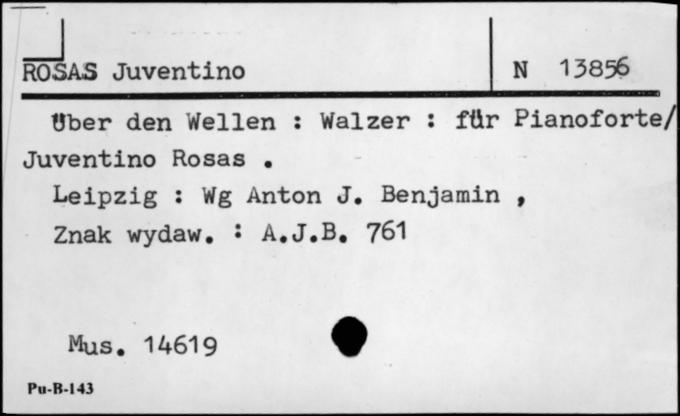 ROSAS Juventino
N 13856
Über den Wellen : Walzer : für Pianoforte/
Juventino Rosas .
Leipzig : Wg Anton J. Benjamin ,
Znak wydaw. : A.J.B. 761
Mus. 14619
Pu-B-143